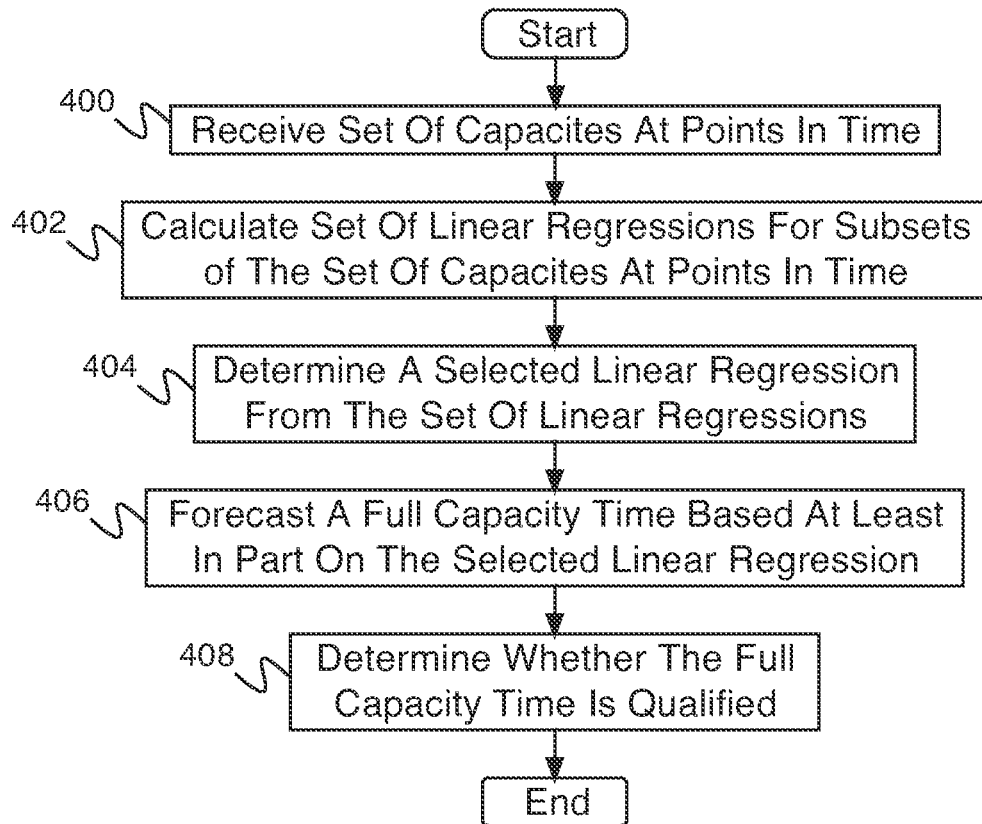 Start
400
Receive Set Of Capacites At Points In Time
402
Calculate Set Of Linear Regressions For Subsets
of The Set Of Capacites At Points In Time
404
Determine A Selected Linear Regression
From The Set Of Linear Regressions
406
Forecast A Full Capacity Time Based At Least
In Part On The Selected Linear Regression
408
Determine Whether The Full
Capacity Time Is Qualified
End